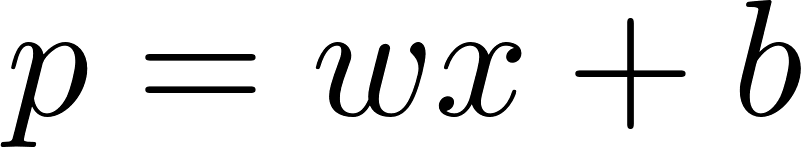 p = wx + b